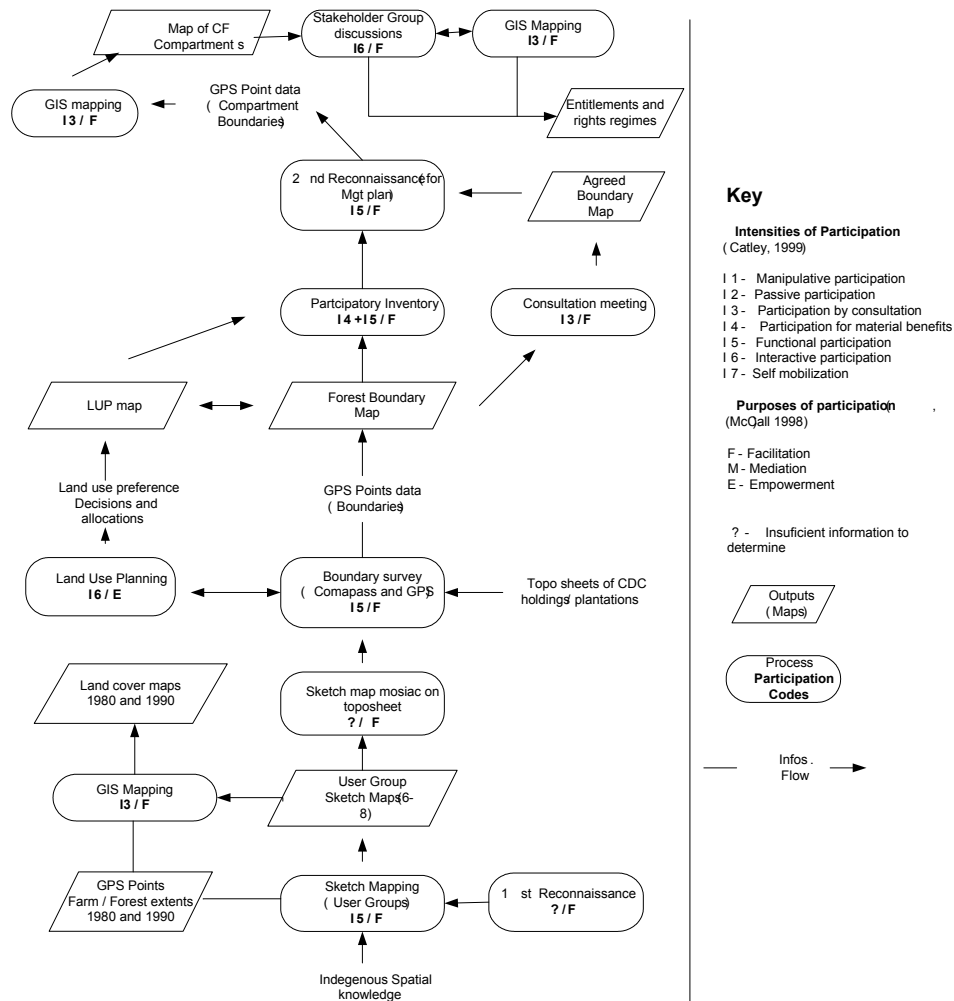 Map of CF
Compartment s
Stakeholder Group
discussions
I6 / F
GIS Mapping
I3 / F
GIS mapping
I 3 / F
GPS Point data
( Compartment
Boundaries)
Entitlements and
rights regimes
2 nd Reconnaissance (for
Mgt plan)
I 5 / F
Agreed
Boundary
Map
Partcipatory Inventory
I4 + I5 / F
Consultation meeting
I 3 / F
LUP map
Forest Boundary
Map
Land use preference
Decisions and
allocations
GPS Points data
( Boundaries)
Land Use Planning
I6 / E
Boundary survey
( Comapass and GPS)
I5 / F
Topo sheets of CDC
holdings/ plantations
Land cover maps
1980 and 1990
Sketch map mosiac on
toposheet
? / F
GIS Mapping
I3 / F
User Group
Sketch Maps (6-
8)
GPS Points
Farm / Forest extents
1980 and 1990
Sketch Mapping
( User Groups)
I5 / F
1 st Reconnaissance
? / F
Indegenous Spatial
knowledge
Key
Intensities of Participation
( Catley, 1999)
I 1 - Manipulative participation
I 2 - Passive participation
I 3 - Participation by consultation
I 4 - Participation for material benefits
I 5 - Functional participation
I 6 - Interactive participation
I 7 - Self mobilization
Purposes of participation ( ,
(McCall 1998)
F - Facilitation
M - Mediation
E - Empowerment
? - Insuficient information to
determine
Outputs
( Maps)
Process
Participation
Codes
Infos .
Flow